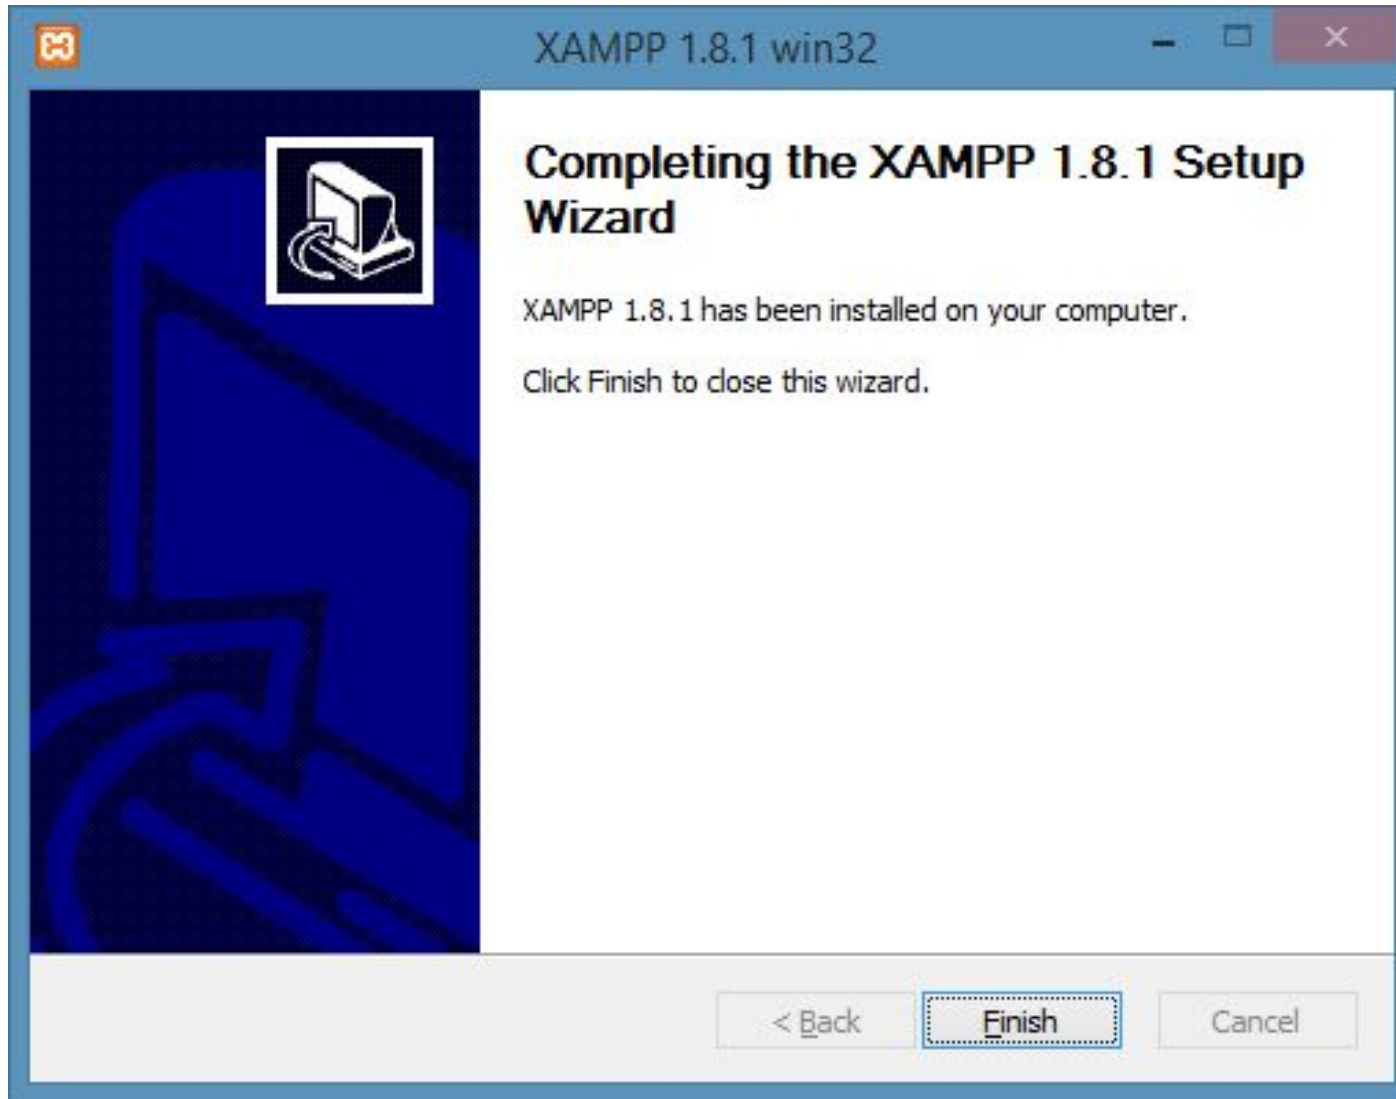 XAMPP 1.8.1 win32
Completing the XAMPP 1.8.1 Setup
Wizard
XAMPP 1.8.1 has been installed on your computer.
Click Finish to close this wizard.
< Back
Finish
Cancel